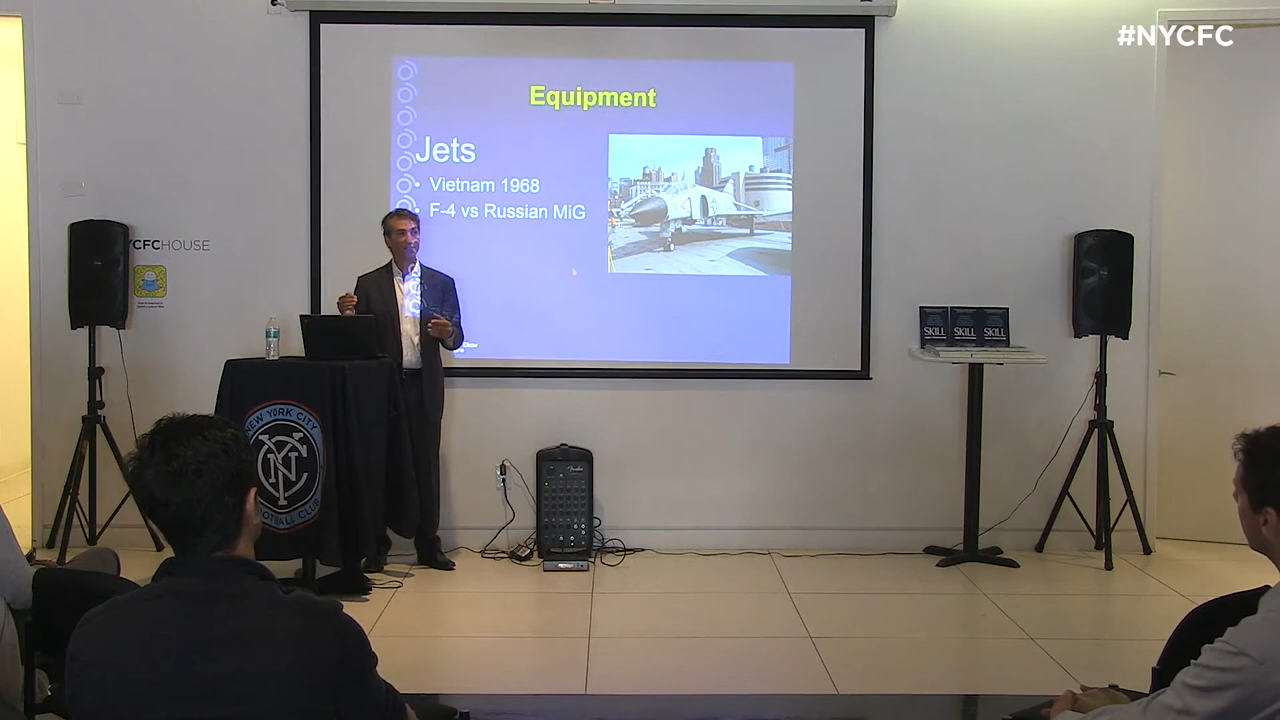 #NYCFC
Equipment
Jets
• Vietnam 1968
• F-4 vs Russian MiG
YCFCHOUSE
SKILL SKILL SKILL
NEW YORK CITY
NYC
FOOTBALL CLUB
Fender